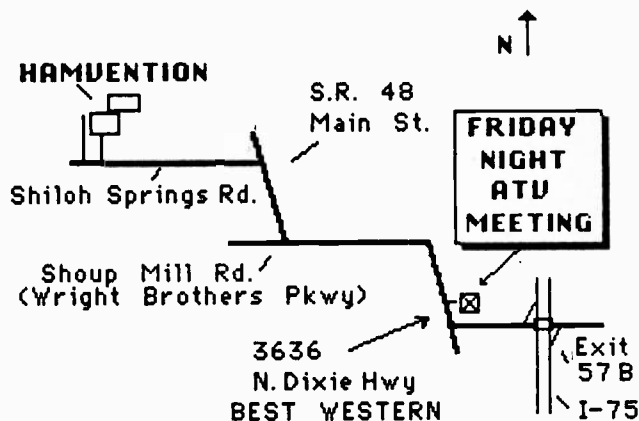 N
HAMVENTION
S.R. 48
Main St.
FRIDAY
NIGHT
ATV
MEETING
Shiloh Springs Rd.
Shoup Mill Rd.
(Wright Brothers Pkwy)
3636
N. Dixie Hwy
BEST WESTERN
Exit
57B
I-75